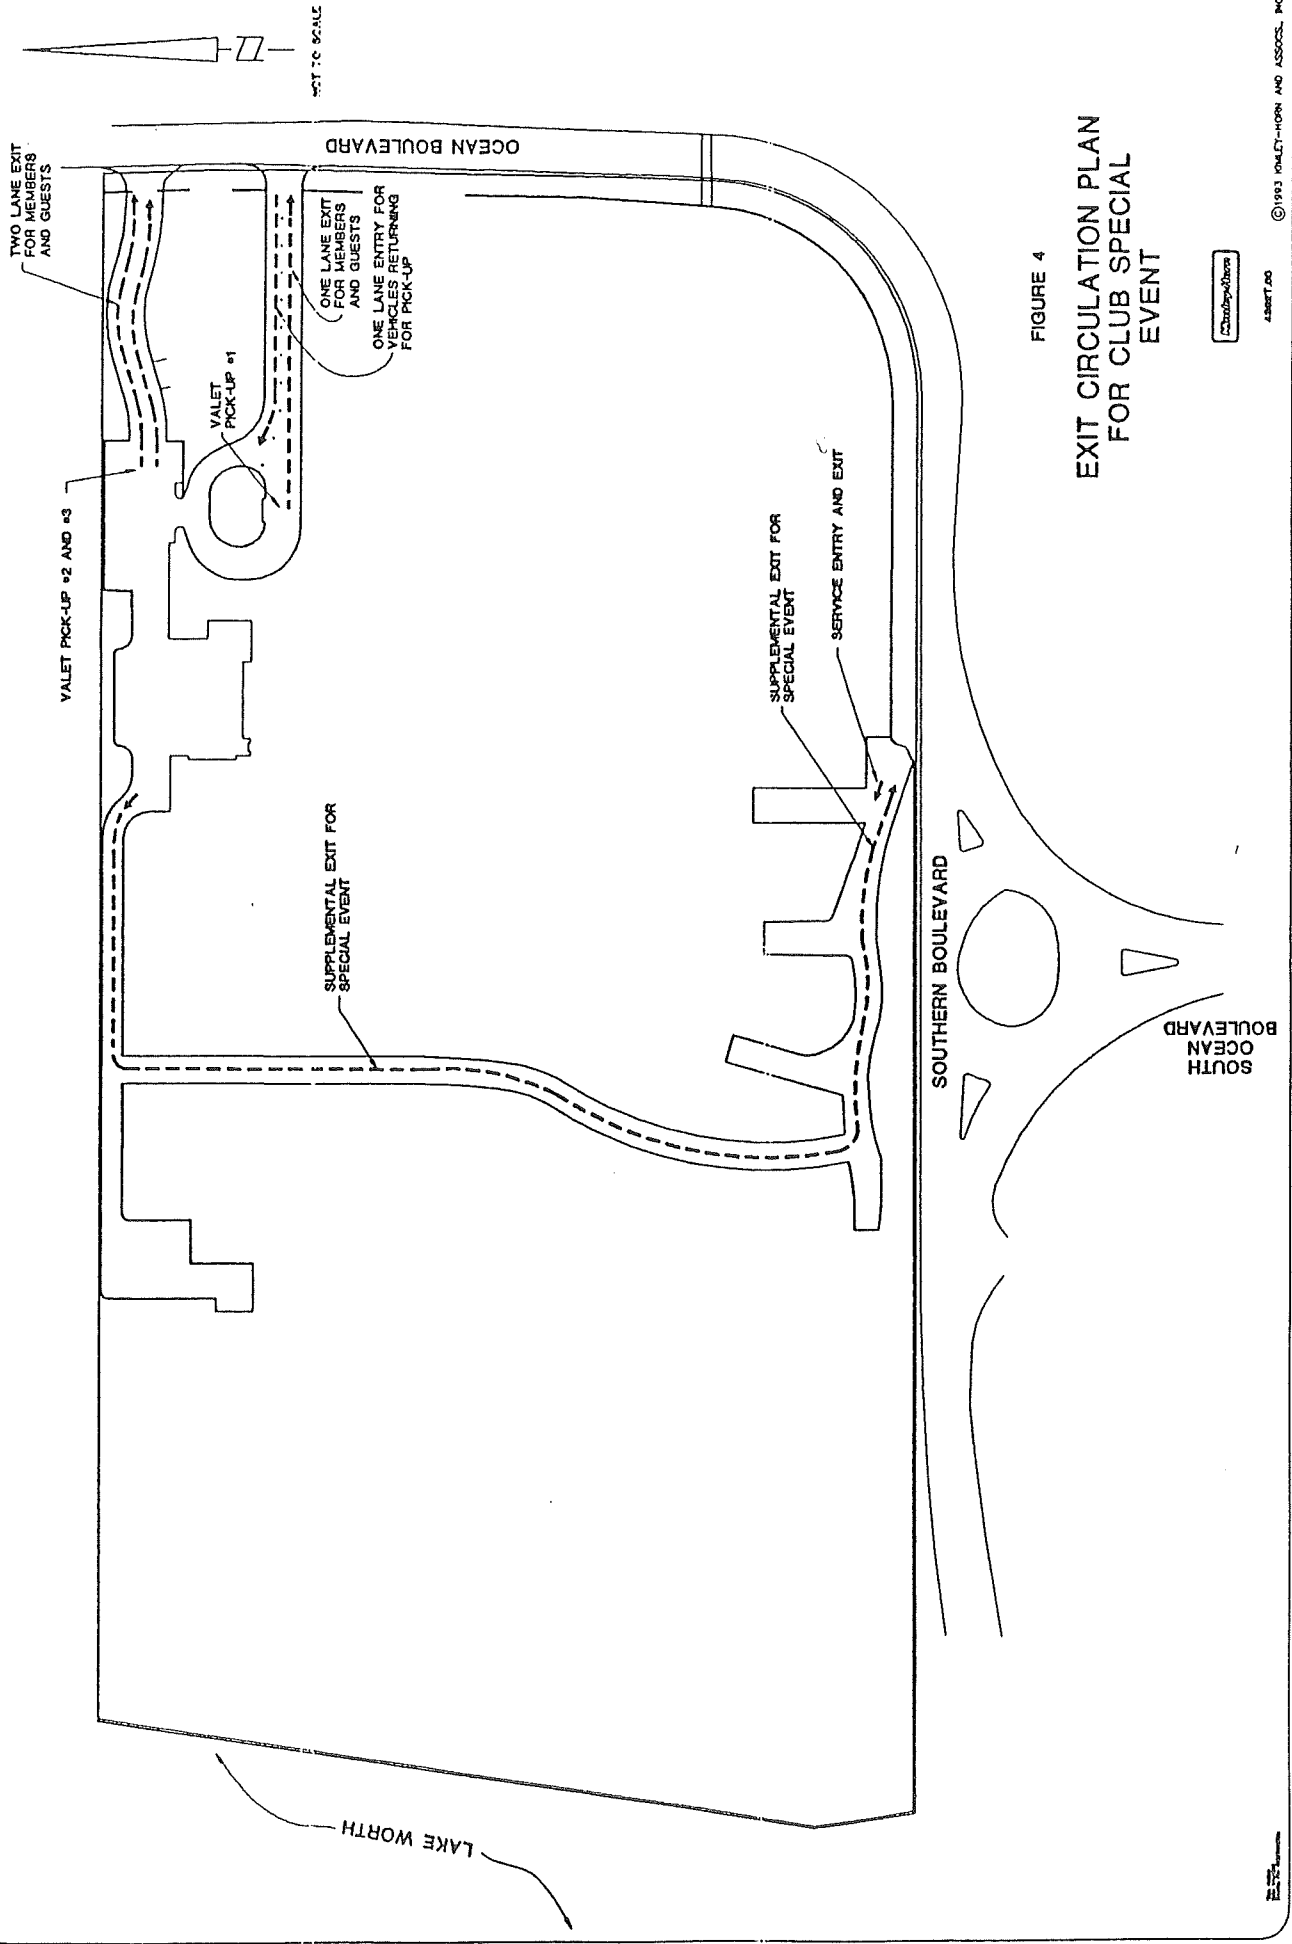 NOT TO SCALE
TWO LANE EXIT
FOR MEMBERS
AND GUESTS
VALET PICK-UP #2 AND #3
OCEAN BOULEVARD
VALET
PICK-UP #1
ONE LANE EXIT
FOR MEMBERS
AND GUESTS
ONE LANE ENTRY FOR
VEHICLES RETURNING
FOR PICK-UP
SUPPLEMENTAL EXIT FOR
SPECIAL EVENT
SUPPLEMENTAL EXIT FOR
SPECIAL EVENT
SERVICE ENTRY AND EXIT
LAKE WORTH
SOUTHERN BOULEVARD
SOUTH
OCEAN
BOULEVARD
FIGURE 4
EXIT CIRCULATION PLAN
FOR CLUB SPECIAL
EVENT
Kimley-Horn
©1993 KIMLEY-HORN AND ASSOCS., INC